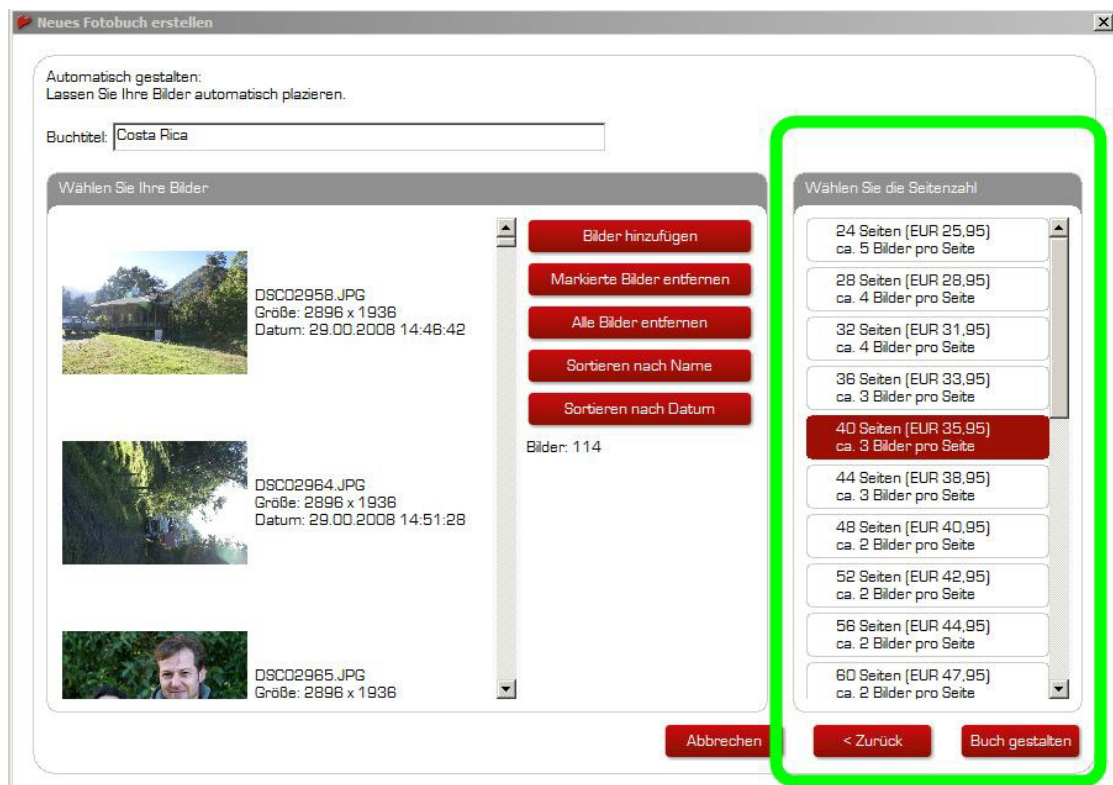 Neues Fotobuch erstellen
Automatisch gestalten:
Lassen Sie Ihre Bilder automatisch plazieren.
Buchtitel: Costa Rica
Wählen Sie Ihre Bilder
DSC02958.JPG
Größe: 2896 x 1936
Datum: 29.00.2008 14:46:42
DSC02964.JPG
Größe: 2896 x 1936
Datum: 29.00.2008 14:51:28
DSC02965.JPG
Größe: 2896 x 1936
Bilder hinzufügen
Markierte Bilder entfernen
Alle Bilder entfernen
Sortieren nach Name
Sortieren nach Datum
Bilder: 114
Wählen Sie die Seitenzahl
24 Seiten (EUR 25,95)
ca. 5 Bilder pro Seite
28 Seiten (EUR 28,95)
ca. 4 Bilder pro Seite
32 Seiten (EUR 31,95)
ca. 4 Bilder pro Seite
36 Seiten (EUR 33,95)
ca. 3 Bilder pro Seite
40 Seiten (EUR 35,95)
ca. 3 Bilder pro Seite
44 Seiten (EUR 38,95)
ca. 3 Bilder pro Seite
48 Seiten (EUR 40,95)
ca. 2 Bilder pro Seite
52 Seiten (EUR 42,95)
ca. 2 Bilder pro Seite
56 Seiten (EUR 44,95)
ca. 2 Bilder pro Seite
60 Seiten (EUR 47,95)
ca. 2 Bilder pro Seite
Abbrechen
< Zurück
Buch gestalten